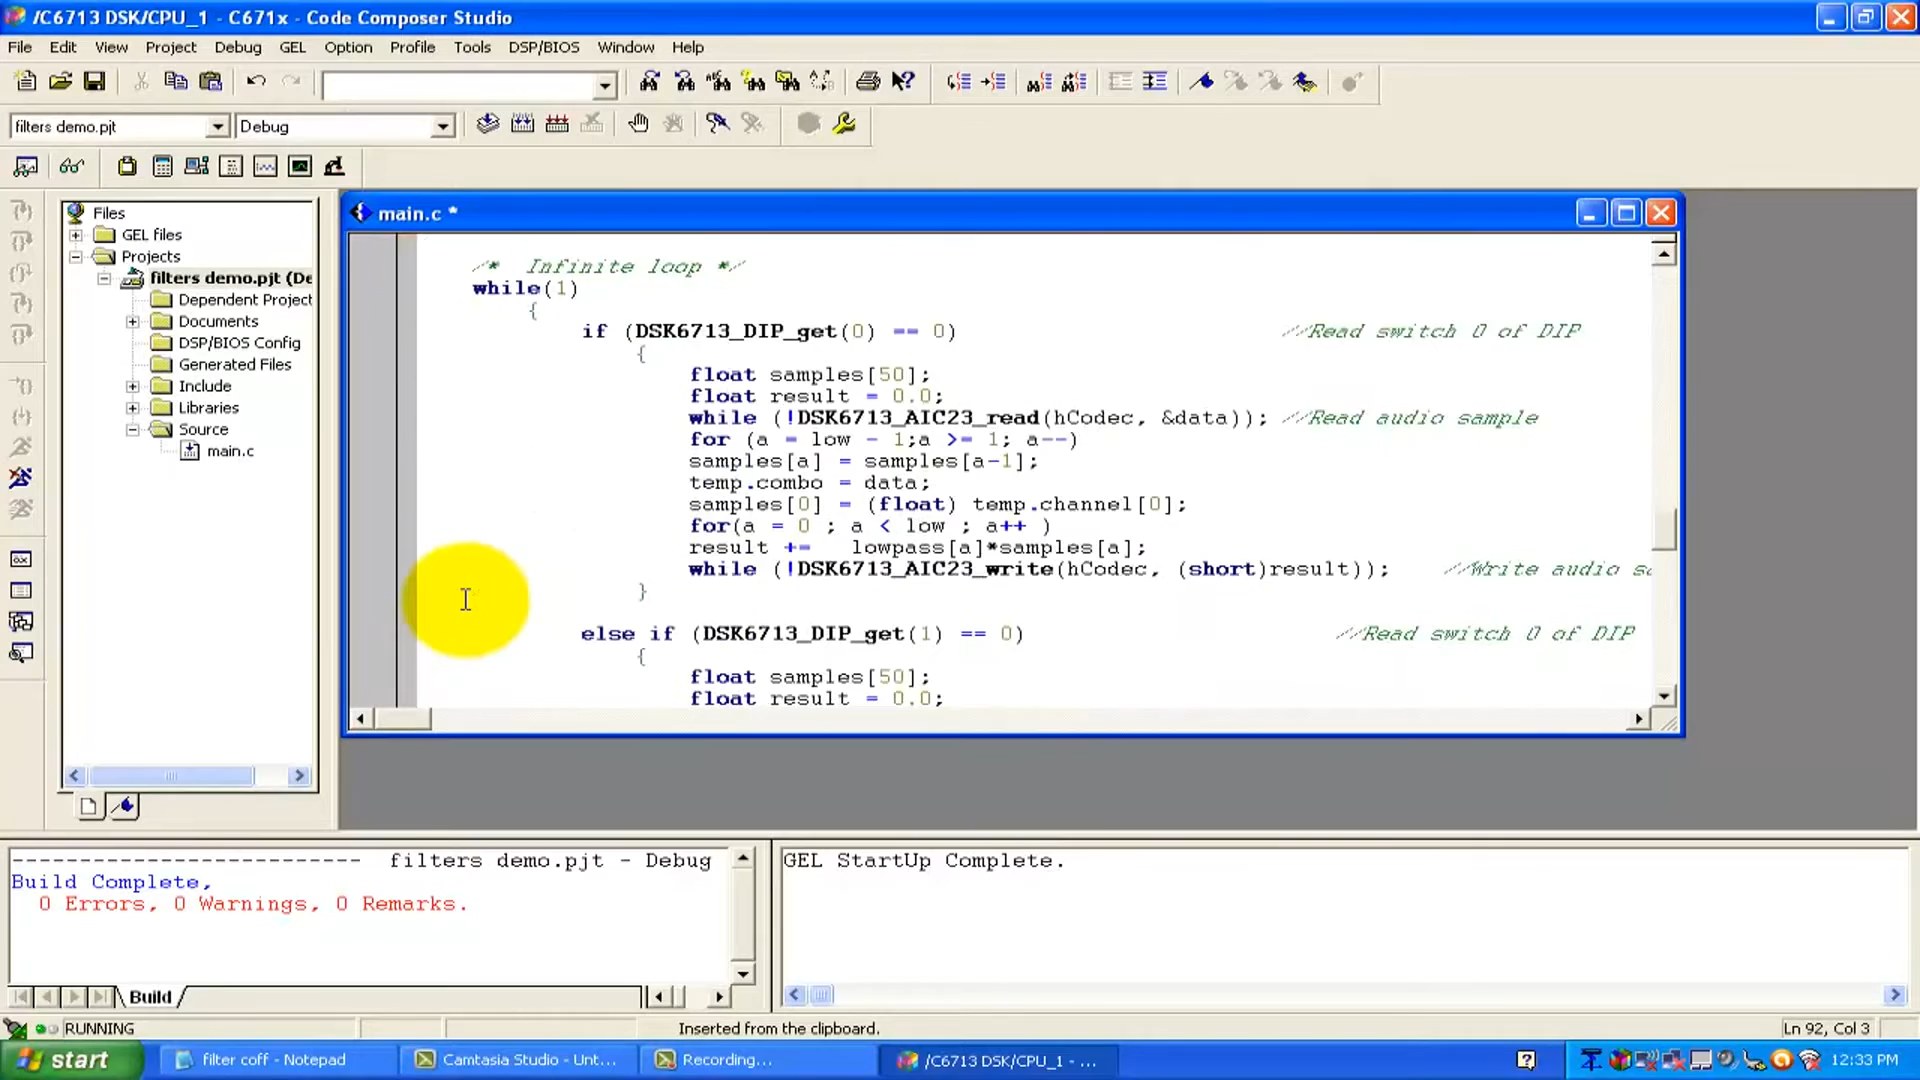 /C6713 DSK/CPU_1 - C671x - Code Composer Studio
File Edit View Project Debug GEL Option Profile Tools DSP/BIOS Window Help
filters demo.pjt Debug
Files
GEL files
Projects
filters demo.pjt (De
Dependent Project
Documents
DSP/BIOS Config
Generated Files
Include
Libraries
Source
main.c
main.c *
/* Infinite loop */
while(1)
{
if (DSK6713_DIP_get(0) == 0) //Read switch 0 of DIP
{
float samples[50];
float result = 0.0;
while (!DSK6713_AIC23_read(hCodec, &data)); //Read audio sample
for (a = low - 1;a >= 1; a--)
samples[a] = samples[a-1];
temp.combo = data;
samples[0] = (float) temp.channel[0];
for(a = 0 ; a < low ; a++ )
result += lowpass[a]*samples[a];
while (!DSK6713_AIC23_write(hCodec, (short)result)); //Write audio sa
}
else if (DSK6713_DIP_get(1) == 0) //Read switch 0 of DIP
{
float samples[50];
float result = 0.0;
-------------------------- filters demo.pjt - Debug
Build Complete,
0 Errors, 0 Warnings, 0 Remarks.
Build
GEL StartUp Complete.
RUNNING
Inserted from the clipboard.
Ln 92, Col 3
start
filter coff - Notepad
Camtasia Studio - Unt...
Recording...
/C6713 DSK/CPU_1 - ...
12:33 PM